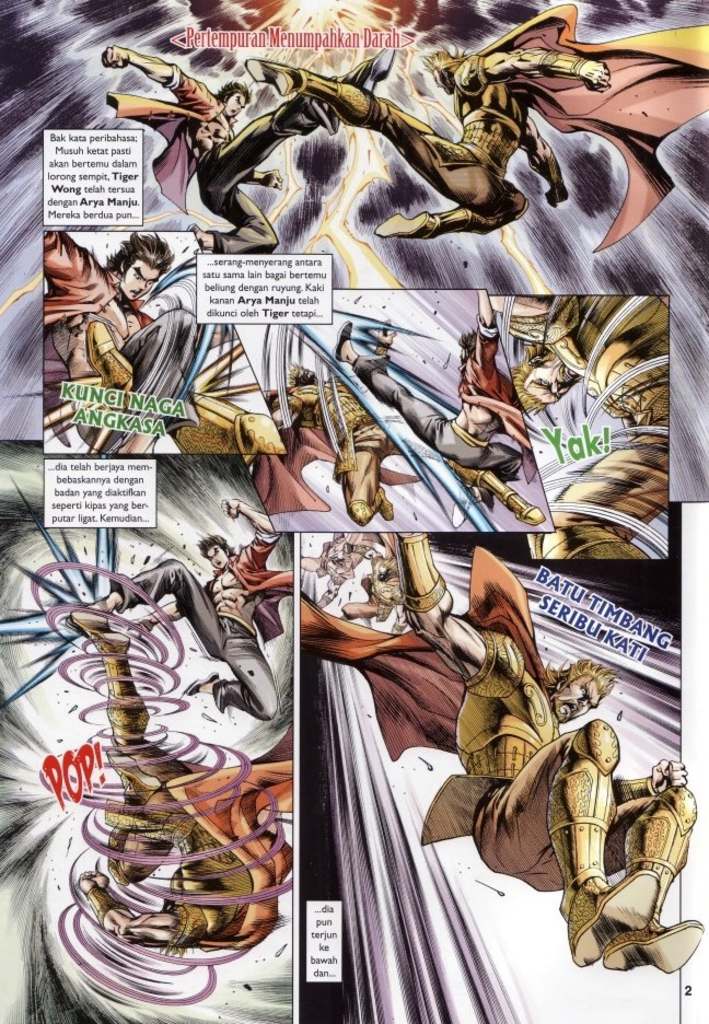 <Pertempuran Menumpahkan Darah>
Bak kata peribahasa;
Musuh ketat pasti
akan bertemu dalam
lorong sempit, Tiger
Wong telah tersua
dengan Arya Manju.
Mereka berdua pun...
...serang-menyerang antara
satu sama lain bagai bertemu
beliung dengan ruyung. Kaki
kanan Arya Manju telah
dikunci oleh Tiger tetapi...
KUNCI NAGA
ANGKASA
Yak!
...dia telah berjaya mem-
bebaskannya dengan
badan yang diaktifkan
seperti kipas yang ber-
putar ligat. Kemudian...
POP!
BATU TIMBANG
SERIBU KATI
...dia
pun
terjun
ke
bawah
dan...
2